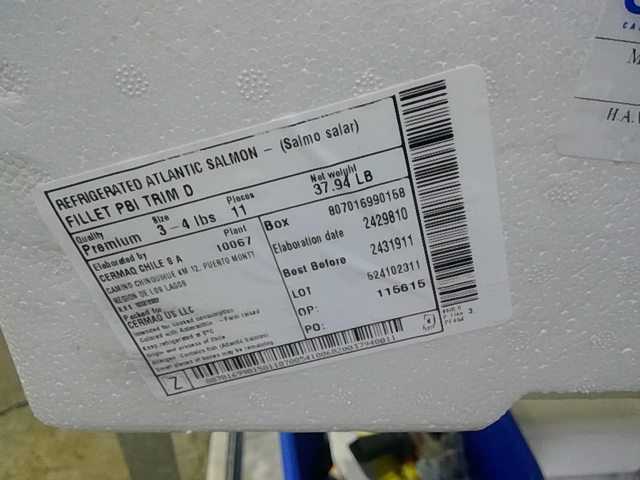 REFRIGERATED ATLANTIC SALMON - (Salmo salar)
FILLET PBI TRIM D
Quality
Premium
Size
3-4 lbs
Pieces
11
Net weight
37.94 LB
Elaborated by
CERMAQ CHILE S A
Plant
10067
CAMINO CHINQUIHUE KM 12, PUERTO MONTT
REGION DE LOS LAGOS
Packed for
CERMAQ US LLC
Box 807016990158
Elaboration date 2429810
Best Before 2431911
LOT 524102311
OP: 115615
PO:
Z
H.A.